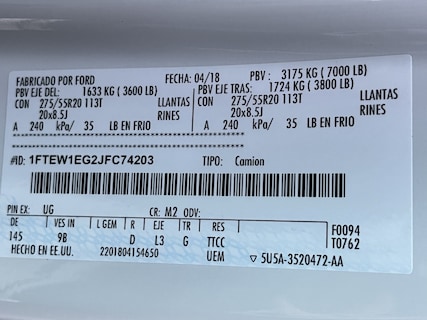 FABRICADO POR FORD FECHA: 04/18 PBV : 3175 KG ( 7000 LB)
PBV EJE DEL: 1633 KG ( 3600 LB) PBV EJE TRAS: 1724 KG ( 3800 LB)
CON 275/55R20 113T LLANTAS CON 275/55R20 113T LLANTAS
20x8.5J RINES 20x8.5J RINES
A 240 kPa/ 35 LB EN FRIO A 240 kPa/ 35 LB EN FRIO
#ID: 1FTEW1EG2JFC74203 TIPO: Camion
PIN EX: UG CR: M2 ODV:
DE VES IN L GEM R EJE TR RES F0094
145 9B D L3 G TTCC T0762
HECHO EN EE.UU. 2201804154650 UEM ▽ 5U5A-3520472-AA